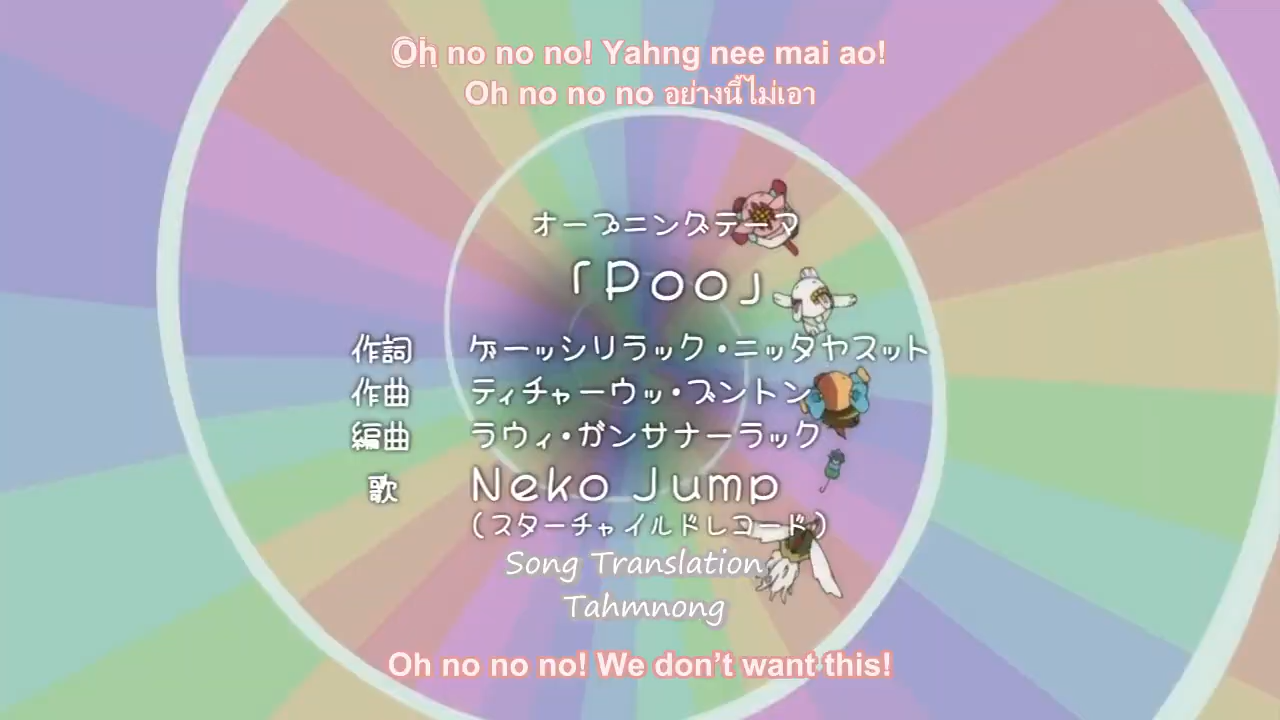 Oh no no no! Yahng nee mai ao!
Oh no no no อย่างนี้ไม่เอา
オープニングテーマ
「Poo」
作詞 ゲーッシリラック・ニッタヤスット
作曲 ティチャーウッ・ブントン
編曲 ラウィ・ガンサナーラック
歌 Neko Jump
(スターチャイルドレコード)
Song Translation
Tahmnong
Oh no no no! We don’t want this!